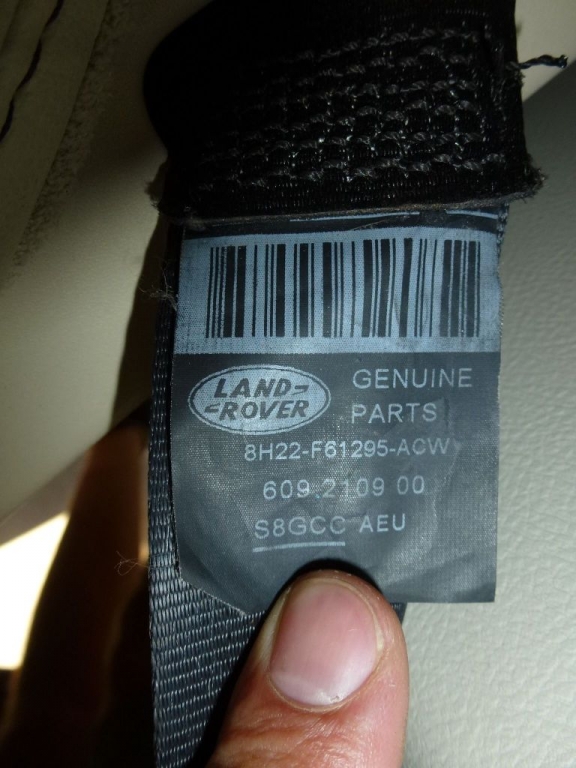 LAND-
-ROVER
GENUINE
PARTS
8H22-F61295-ACW
609.2109 00
S8GCC AEU